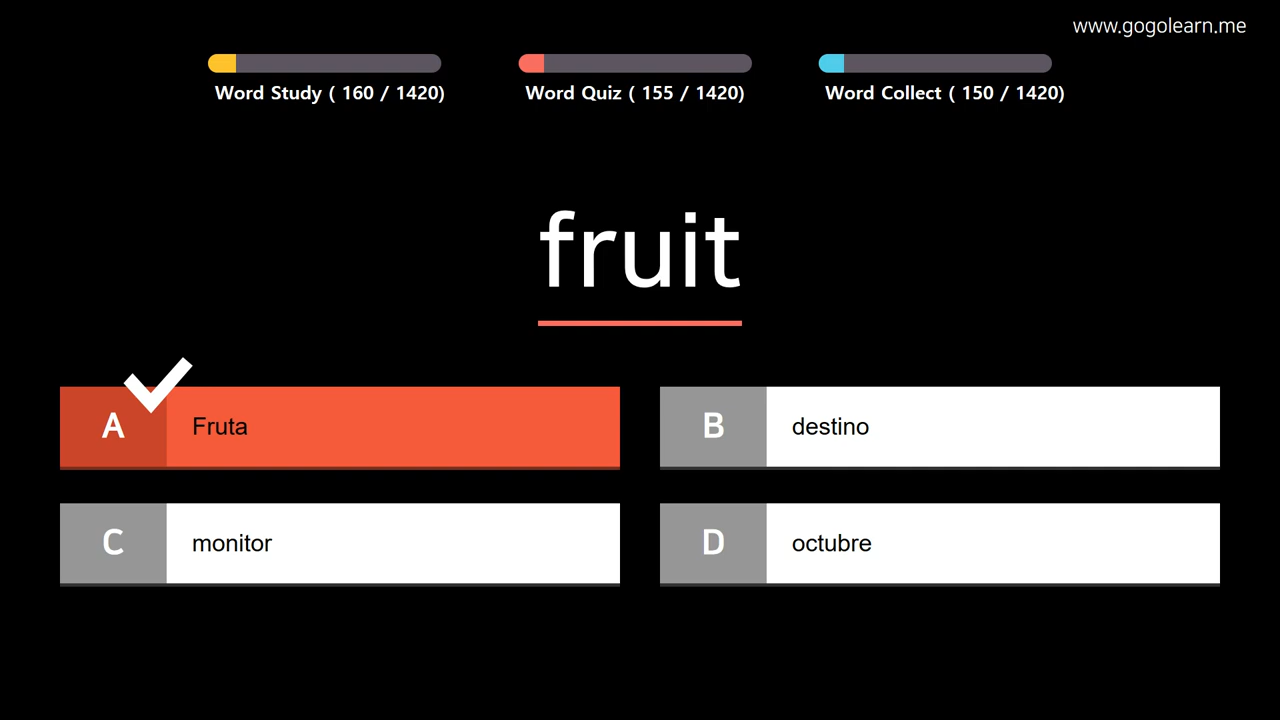 www.gogolearn.me
Word Study ( 160 / 1420)
Word Quiz ( 155 / 1420)
Word Collect ( 150 / 1420)
fruit
A Fruta
B destino
C monitor
D octubre